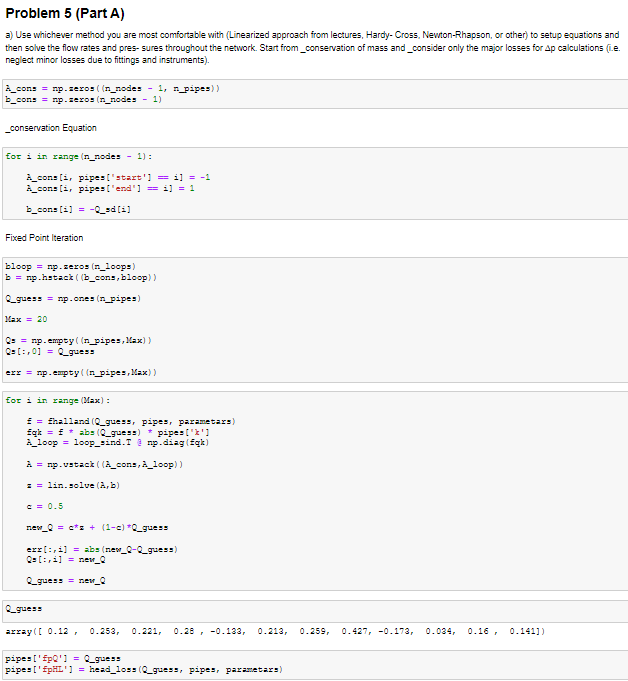 Problem 5 (Part A)
a) Use whichever method you are most comfortable with (Linearized approach from lectures, Hardy- Cross, Newton-Rhapson, or other) to setup equations and
then solve the flow rates and pres- sures throughout the network. Start from _conservation of mass and _consider only the major losses for Δp calculations (i.e.
neglect minor losses due to fittings and instruments).
A_cons = np.zeros((n_nodes - 1, n_pipes))
b_cons = np.zeros(n_nodes - 1)
_conservation Equation
for i in range(n_nodes - 1):
A_cons[i, pipes['start'] == i] = -1
A_cons[i, pipes['end'] == i] = 1
b_cons[i] = -Q_sd[i]
Fixed Point Iteration
bloop = np.zeros(n_loops)
b = np.hstack((b_cons,bloop))
Q_guess = np.ones(n_pipes)
Max = 20
Qs = np.empty((n_pipes,Max))
Qs[:,0] = Q_guess
err = np.empty((n_pipes,Max))
for i in range(Max):
f = fhalland(Q_guess, pipes, parametars)
fqk = f * abs(Q_guess) * pipes['k']
A_loop = loop_sind.T @ np.diag(fqk)
A = np.vstack((A_cons,A_loop))
z = lin.solve(A,b)
c = 0.5
new_Q = c*z + (1-c)*Q_guess
err[:,i] = abs(new_Q-Q_guess)
Qs[:,i] = new_Q
Q_guess = new_Q
Q_guess
array([ 0.12 , 0.253, 0.221, 0.28 , -0.133, 0.213, 0.259, 0.427, -0.173, 0.034, 0.16 , 0.141])
pipes['fpQ'] = Q_guess
pipes['fpHL'] = head_loss(Q_guess, pipes, parametars)